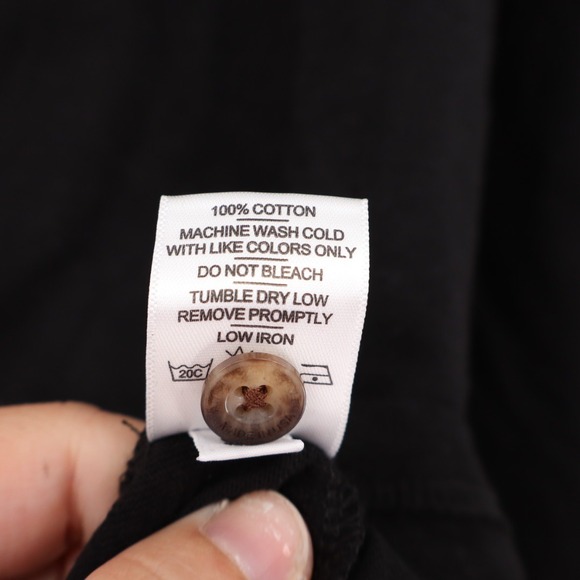 100% COTTON
MACHINE WASH COLD
WITH LIKE COLORS ONLY
DO NOT BLEACH
TUMBLE DRY LOW
REMOVE PROMPTLY
LOW IRON
20C